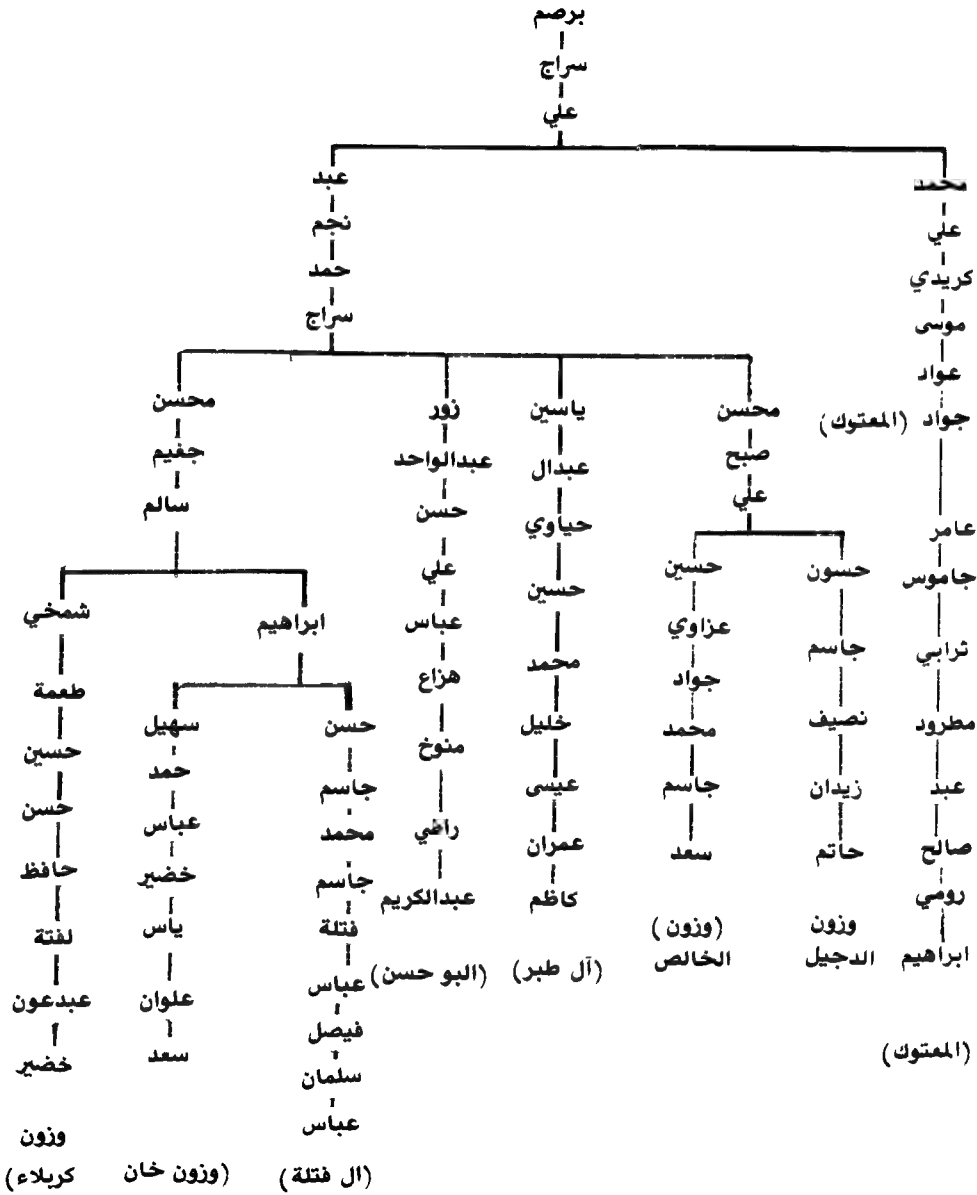 برصم
سراج
علي
محمد
علي
كريدي
موسى
عواد
جواد (المعتوك)
عامر
جاموس
ثرابي
مطرود
عبد
صالح
رومي
ابراهيم
(المعتوك)
عبد
نجم
حمد
سراج
محسن
صبح
علي
حسون
جاسم
نصيف
زيدان
حاتم
وزون
الدجيل
حسين
عزاوي
جواد
محمد
جاسم
سعد
(وزون)
الخالص
ياسين
عبدال
حياوي
حسين
محمد
خليل
عيسى
عمران
كاظم
(آل طبر)
زور
عبدالواحد
حسن
علي
عباس
هزاع
منوخ
راضي
عبدالكريم
(البو حسن)
محسن
جغيم
سالم
ابراهيم
حسن
جاسم
محمد
جاسم
فتلة
عباس
فيصل
سلمان
عباس
(ال فتلة)
سهيل
حمد
عباس
خضير
ياس
علوان
سعد
(وزون خان
شمخي
طعمة
حسين
حسن
حافظ
لفتة
عبدعون
خضير
وزون
كربلاء)